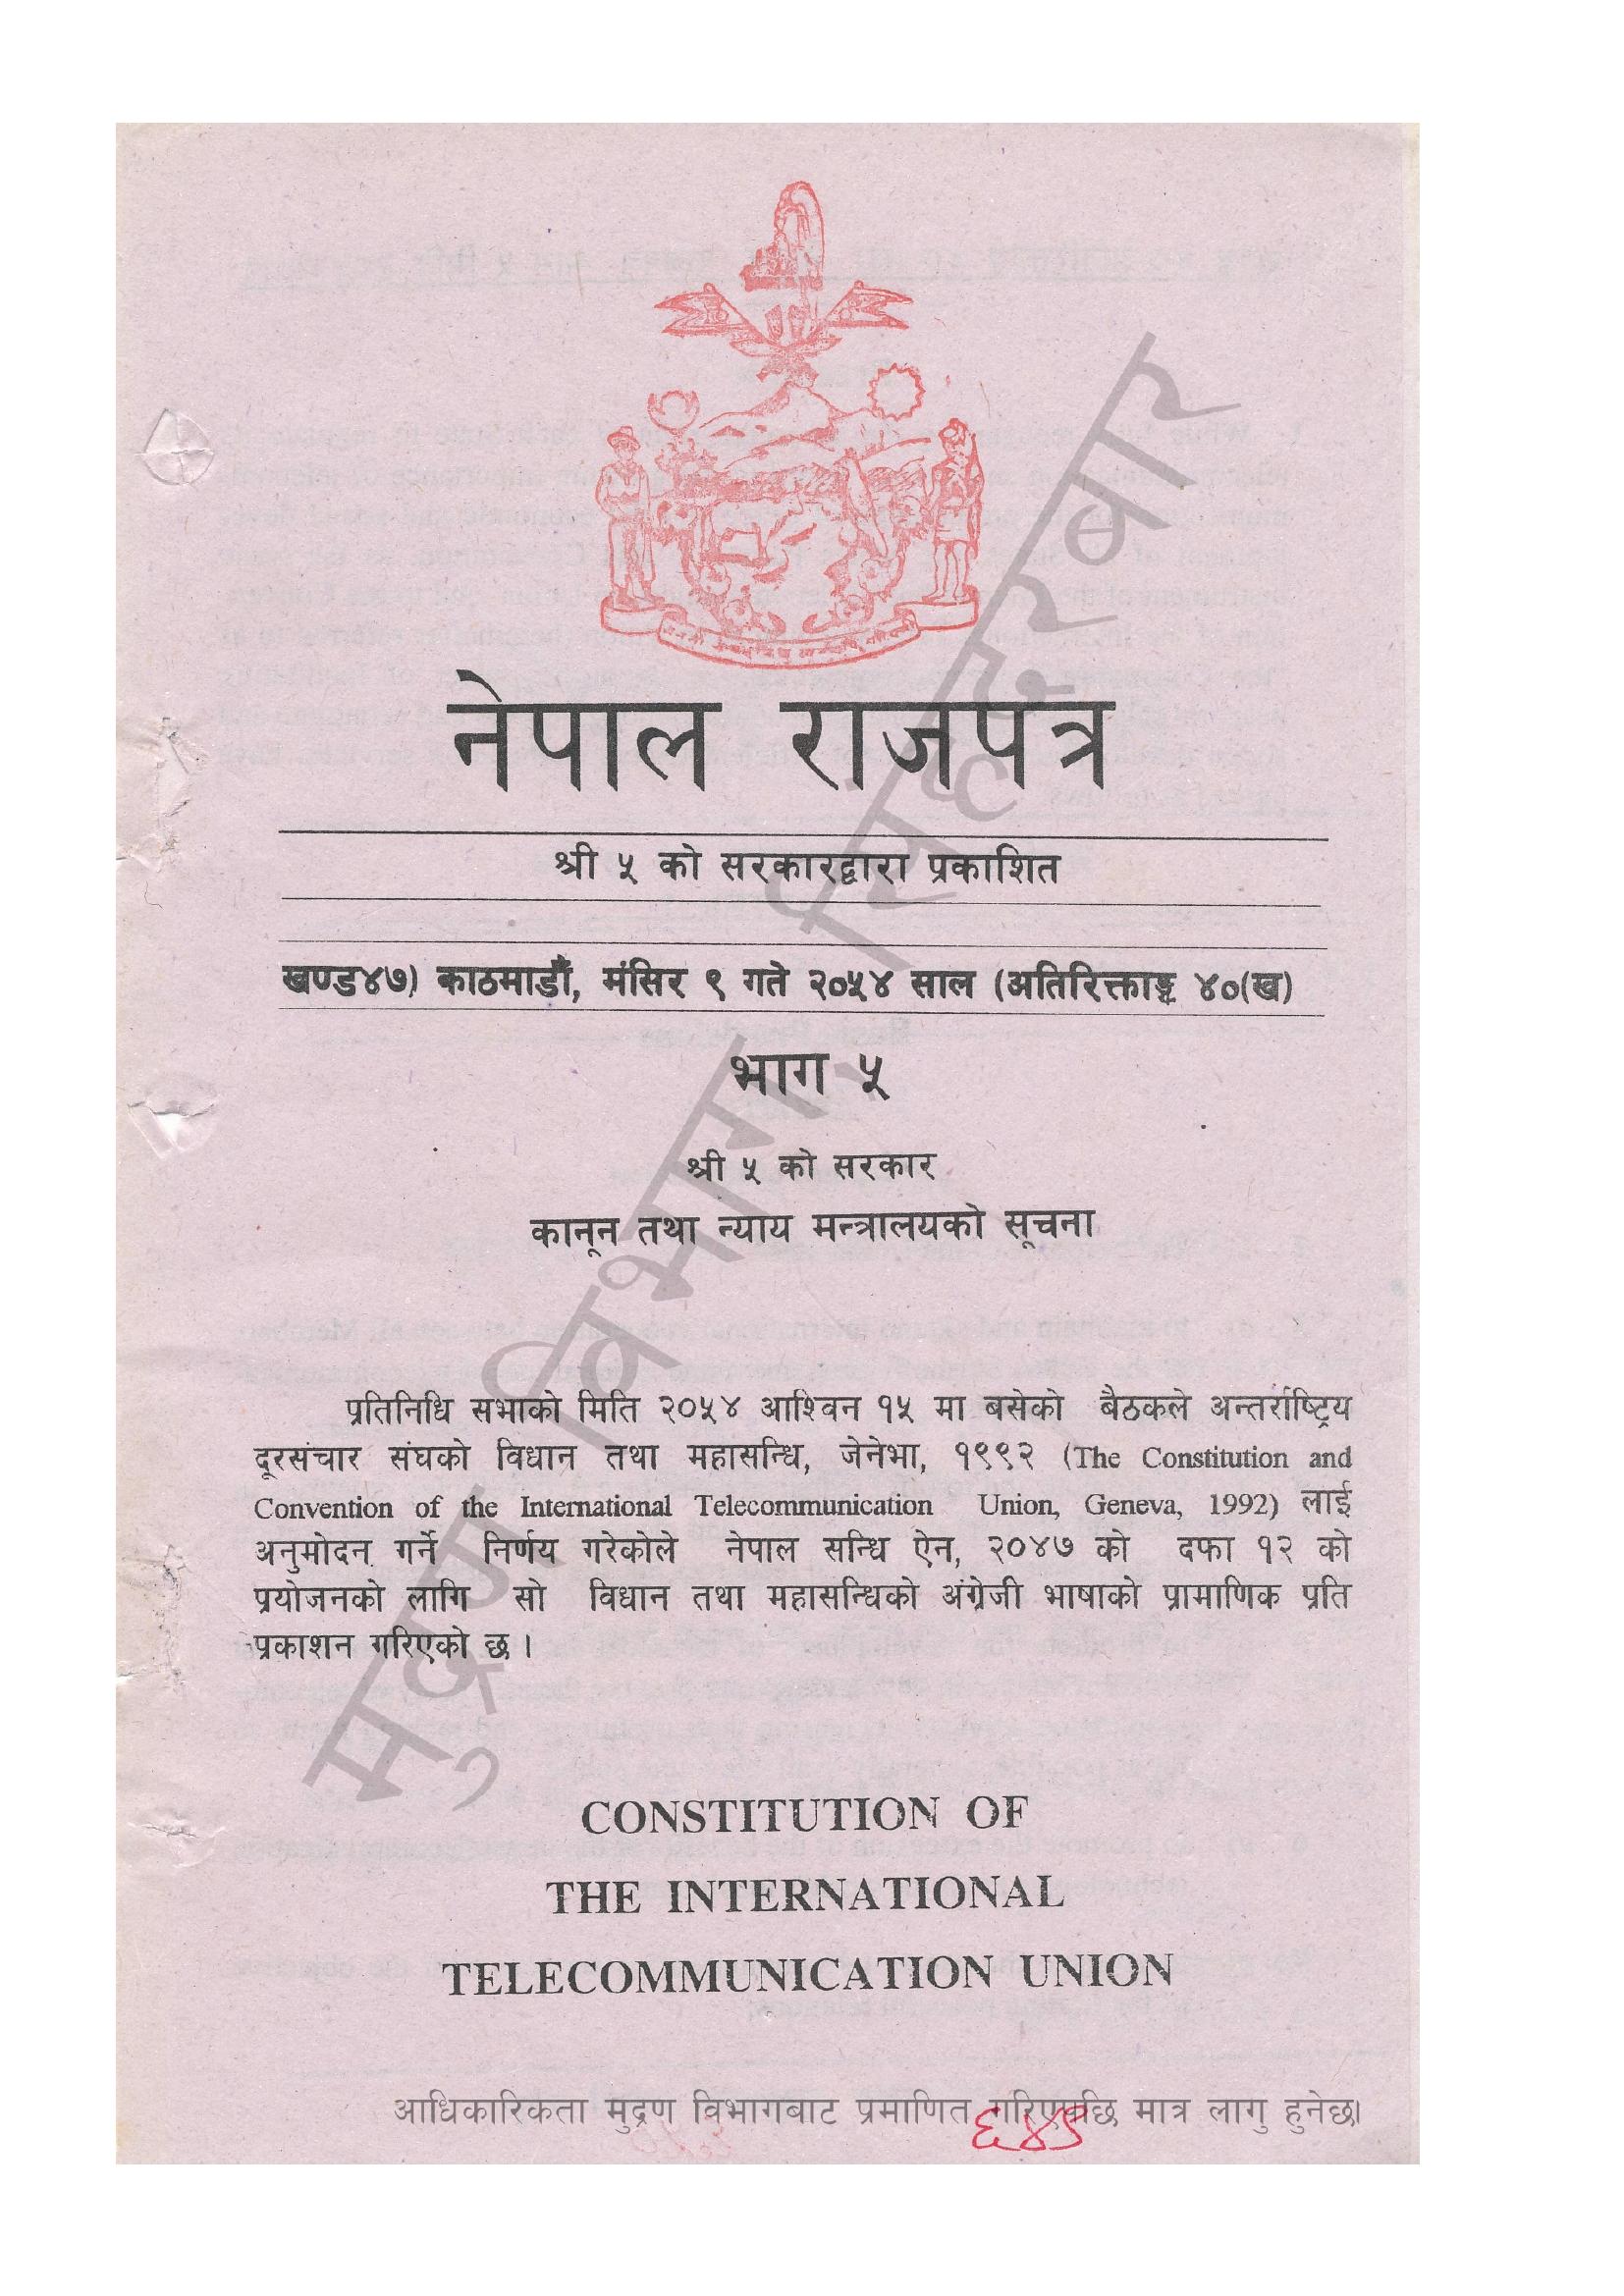 नेपाल राजपत्र
श्री ५ को सरकारद्वारा प्रकाशित
खण्ड४७) काठमाडौं, मंसिर ९ गते २०५४ साल (अतिरिक्ताङ्क ४०(ख)
भाग ५
श्री ५ को सरकार
कानून तथा न्याय मन्त्रालयको सूचना
प्रतिनिधि सभाको मिति २०५४ आश्विन १५ मा बसेको बैठकले अन्तर्राष्ट्रिय
दूरसंचार संघको विधान तथा महासन्धि, जेनेभा, १९९२ (The Constitution and
Convention of the International Telecommunication Union, Geneva, 1992) लाई
अनुमोदन गर्ने निर्णय गरेकोले नेपाल सन्धि ऐन, २०४७ को दफा १२ को
प्रयोजनको लागि सो विधान तथा महासन्धिको अंग्रेजी भाषाको प्रामाणिक प्रति
प्रकाशन गरिएको छ ।
मुद्रण विभाग, सिंहदरबार
CONSTITUTION OF
THE INTERNATIONAL
TELECOMMUNICATION UNION
आधिकारिकता मुद्रण विभागबाट प्रमाणित गरिएपछि मात्र लागु हुनेछ।
६४९